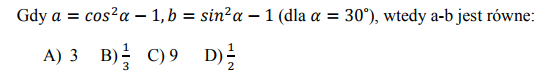 Gdy a = cos²α − 1, b = sin²α − 1 (dla α = 30°), wtedy a-b jest równe:
A) 3 B) 1/3 C) 9 D) 1/2